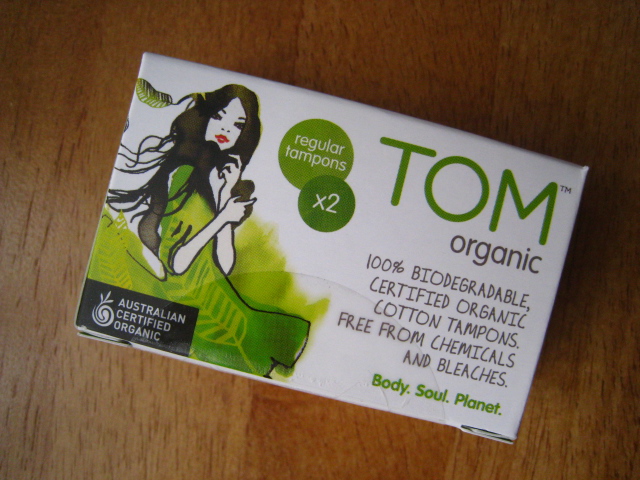 regular
tampons
x2
TOM™
organic
100% BIODEGRADABLE,
CERTIFIED ORGANIC
COTTON TAMPONS.
FREE FROM CHEMICALS
AND BLEACHES.
Body. Soul. Planet.
AUSTRALIAN
CERTIFIED
ORGANIC